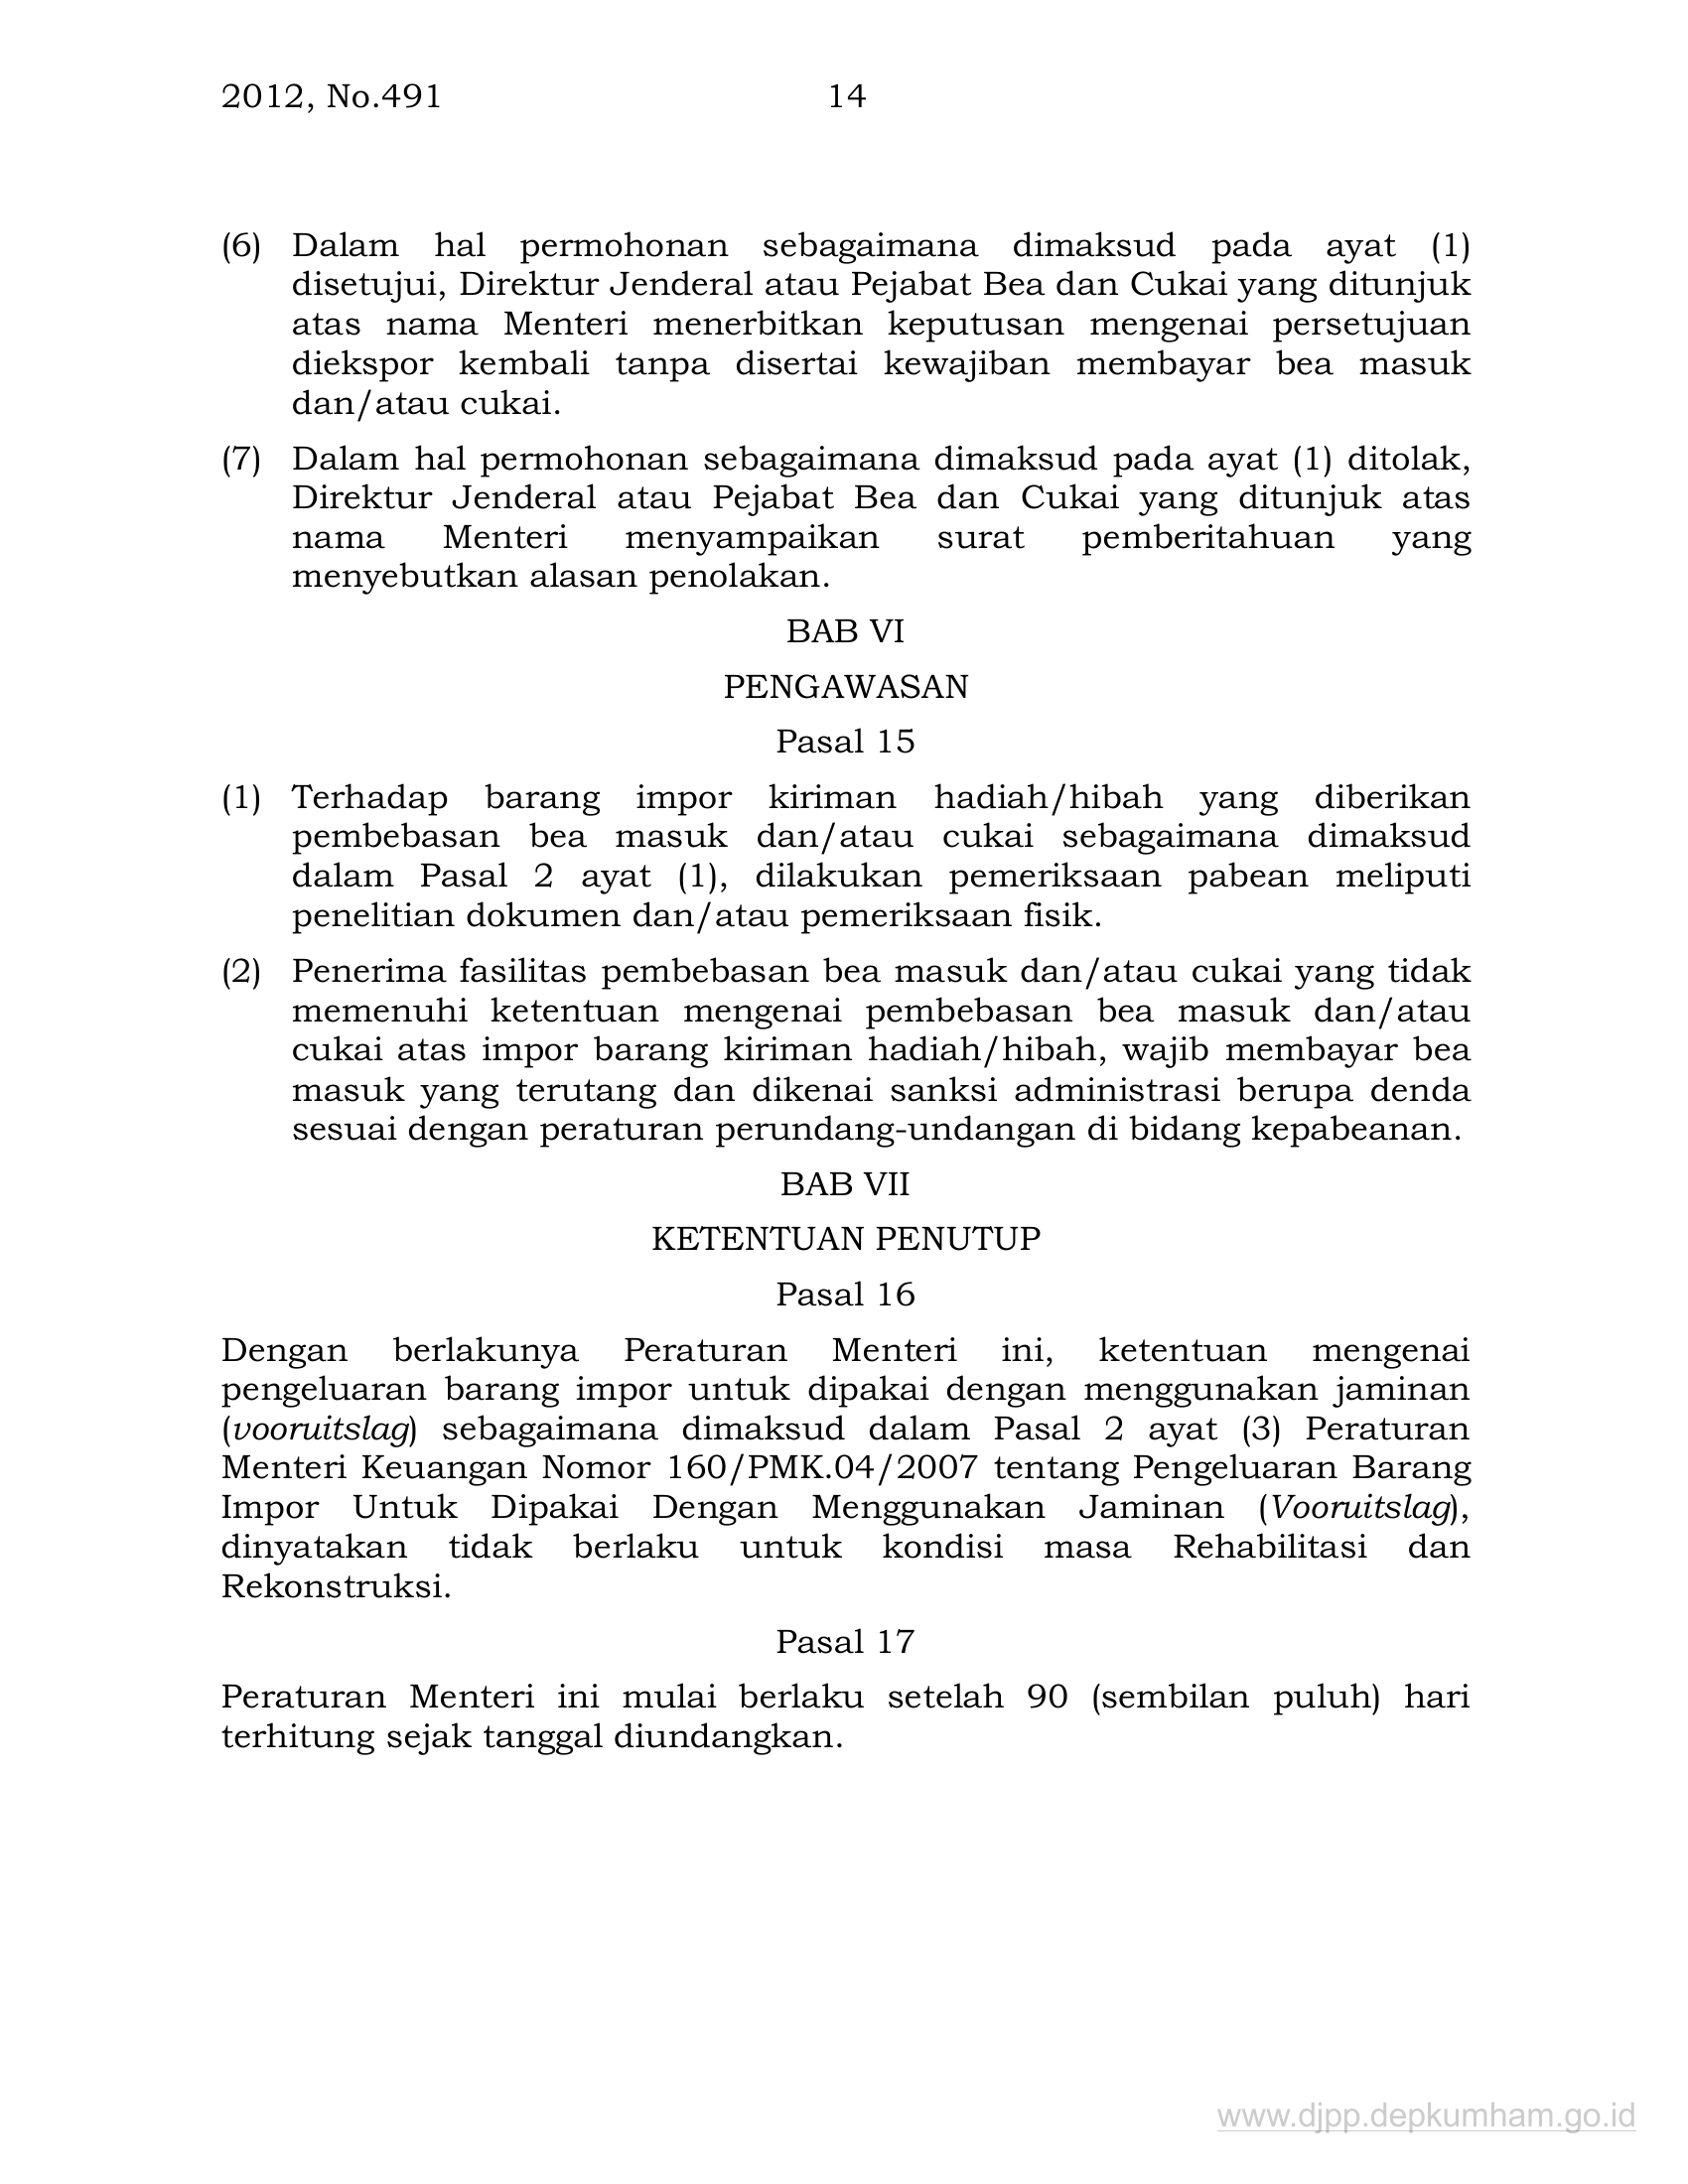 2012, No.491 14
(6) Dalam hal permohonan sebagaimana dimaksud pada ayat (1)
disetujui, Direktur Jenderal atau Pejabat Bea dan Cukai yang ditunjuk
atas nama Menteri menerbitkan keputusan mengenai persetujuan
diekspor kembali tanpa disertai kewajiban membayar bea masuk
dan/atau cukai.
(7) Dalam hal permohonan sebagaimana dimaksud pada ayat (1) ditolak,
Direktur Jenderal atau Pejabat Bea dan Cukai yang ditunjuk atas
nama Menteri menyampaikan surat pemberitahuan yang
menyebutkan alasan penolakan.
BAB VI
PENGAWASAN
Pasal 15
(1) Terhadap barang impor kiriman hadiah/hibah yang diberikan
pembebasan bea masuk dan/atau cukai sebagaimana dimaksud
dalam Pasal 2 ayat (1), dilakukan pemeriksaan pabean meliputi
penelitian dokumen dan/atau pemeriksaan fisik.
(2) Penerima fasilitas pembebasan bea masuk dan/atau cukai yang tidak
memenuhi ketentuan mengenai pembebasan bea masuk dan/atau
cukai atas impor barang kiriman hadiah/hibah, wajib membayar bea
masuk yang terutang dan dikenai sanksi administrasi berupa denda
sesuai dengan peraturan perundang-undangan di bidang kepabeanan.
BAB VII
KETENTUAN PENUTUP
Pasal 16
Dengan berlakunya Peraturan Menteri ini, ketentuan mengenai
pengeluaran barang impor untuk dipakai dengan menggunakan jaminan
(vooruitslag) sebagaimana dimaksud dalam Pasal 2 ayat (3) Peraturan
Menteri Keuangan Nomor 160/PMK.04/2007 tentang Pengeluaran Barang
Impor Untuk Dipakai Dengan Menggunakan Jaminan (Vooruitslag),
dinyatakan tidak berlaku untuk kondisi masa Rehabilitasi dan
Rekonstruksi.
Pasal 17
Peraturan Menteri ini mulai berlaku setelah 90 (sembilan puluh) hari
terhitung sejak tanggal diundangkan.
www.djpp.depkumham.go.id